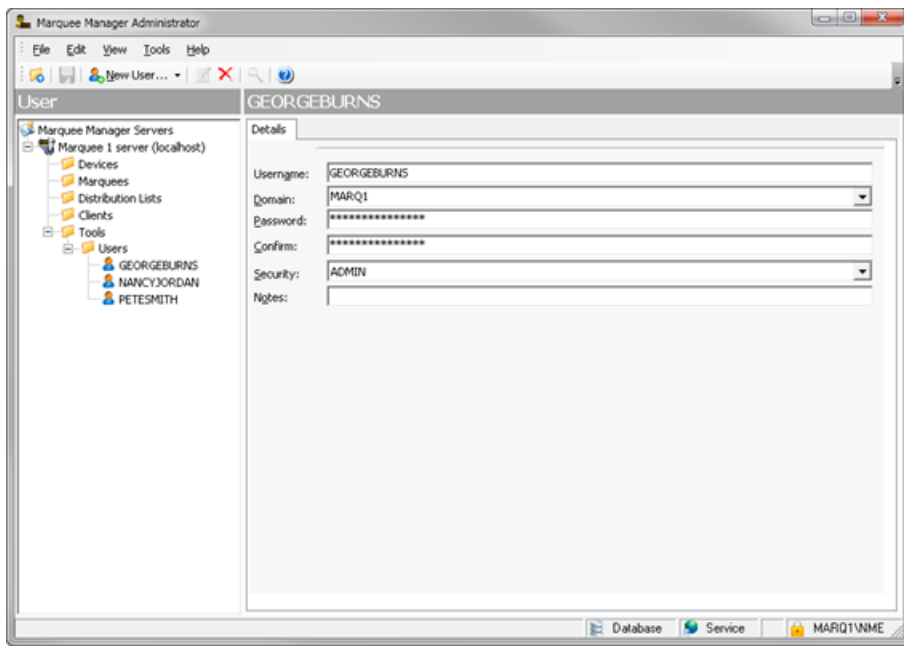 Marquee Manager Administrator
File Edit View Tools Help
New User...
User
GEORGEBURNS
Marquee Manager Servers
Marquee 1 server (localhost)
Devices
Marquees
Distribution Lists
Clients
Tools
Users
GEORGEBURNS
NANCYJORDAN
PETESMITH
Details
Username: GEORGEBURNS
Domain: MARQ1
Password: ***************
Confirm: ***************
Security: ADMIN
Notes:
Database Service MARQ1\NME